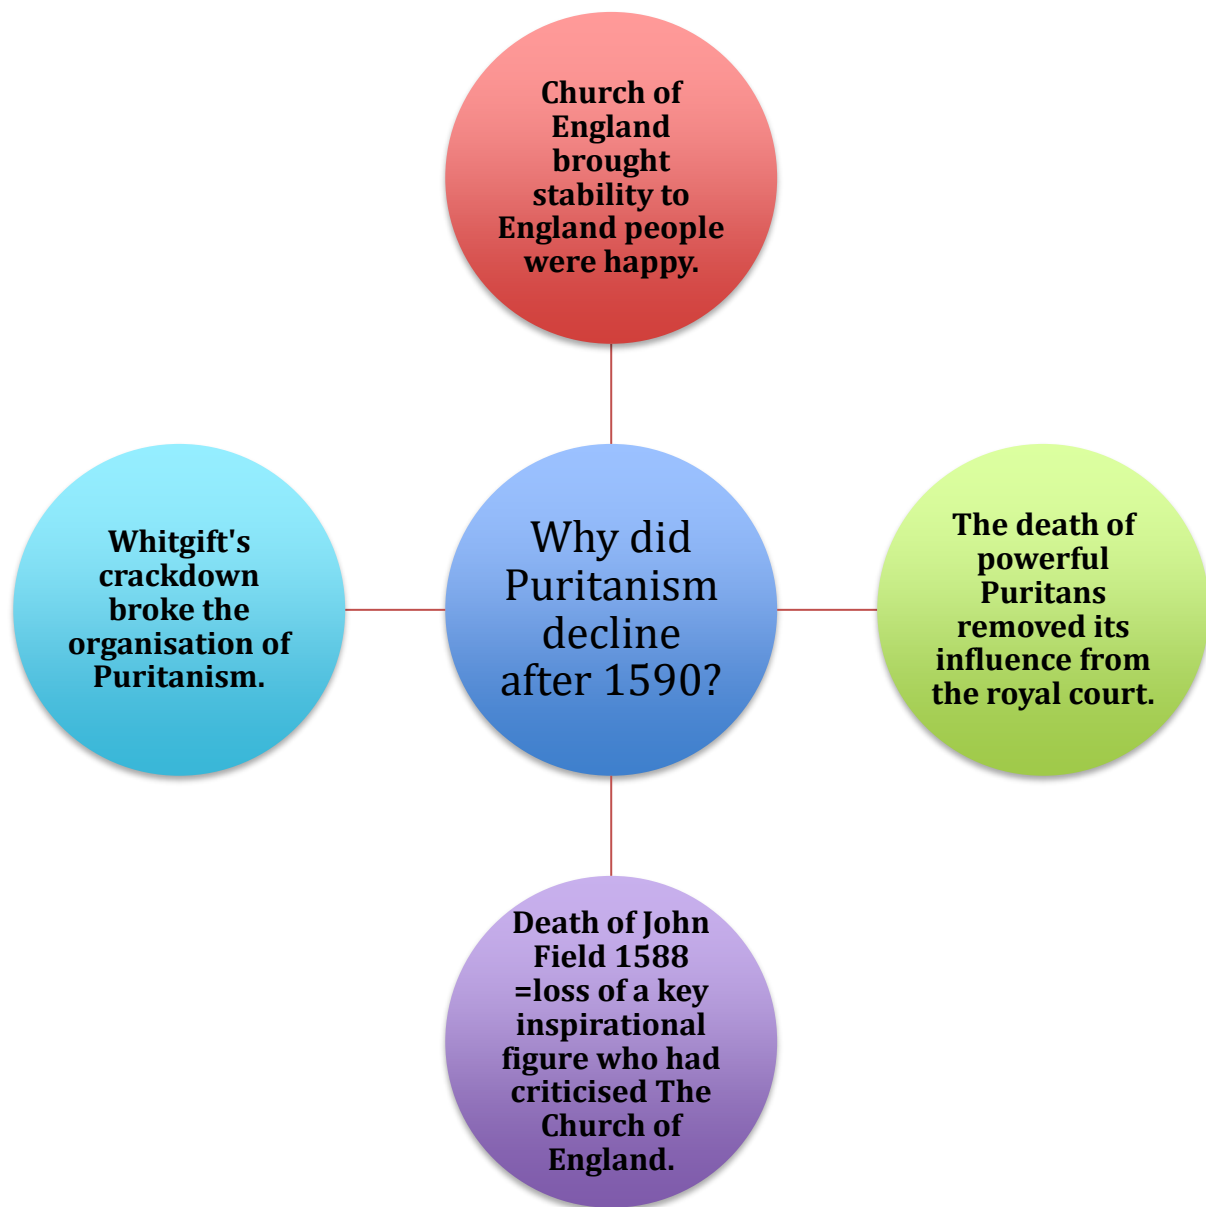 Church of
England
brought
stability to
England people
were happy.
Whitgift's
crackdown
broke the
organisation of
Puritanism.
Why did
Puritanism
decline
after 1590?
The death of
powerful
Puritans
removed its
influence from
the royal court.
Death of John
Field 1588
=loss of a key
inspirational
figure who had
criticised The
Church of
England.